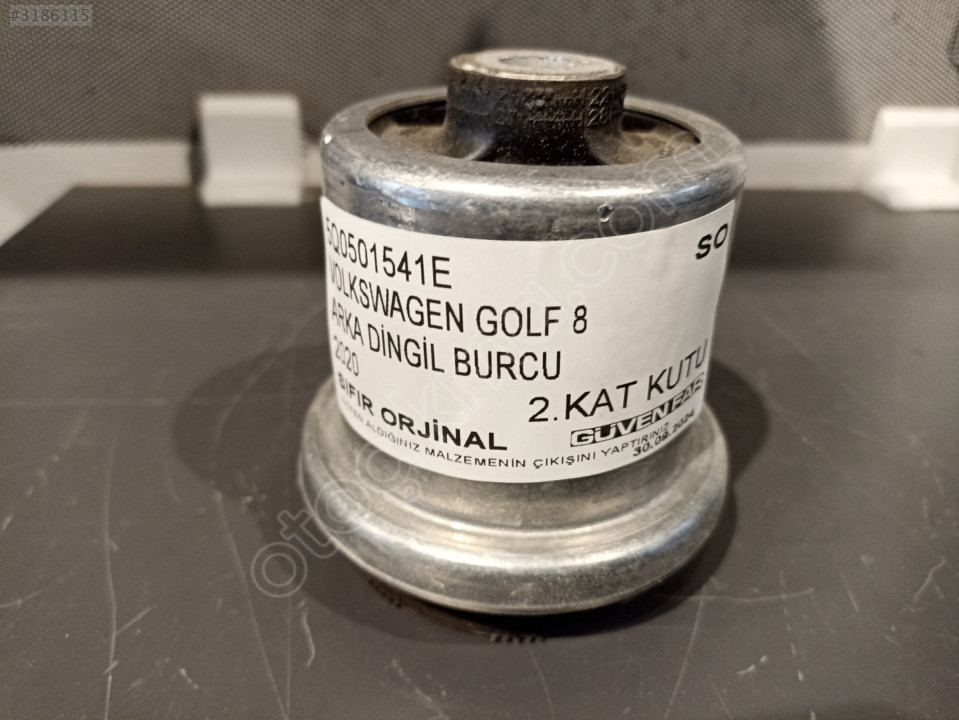 #3186115
5Q0501541E
SO
VOLKSWAGEN GOLF 8
ARKA DİNGİL BURCU
2020
2.KAT KUTU
SIFIR ORJİNAL
GÜVEN FAR
ALDIĞINIZ MALZEMENİN ÇIKIŞINI YAPTIRINIZ
30.09.2024